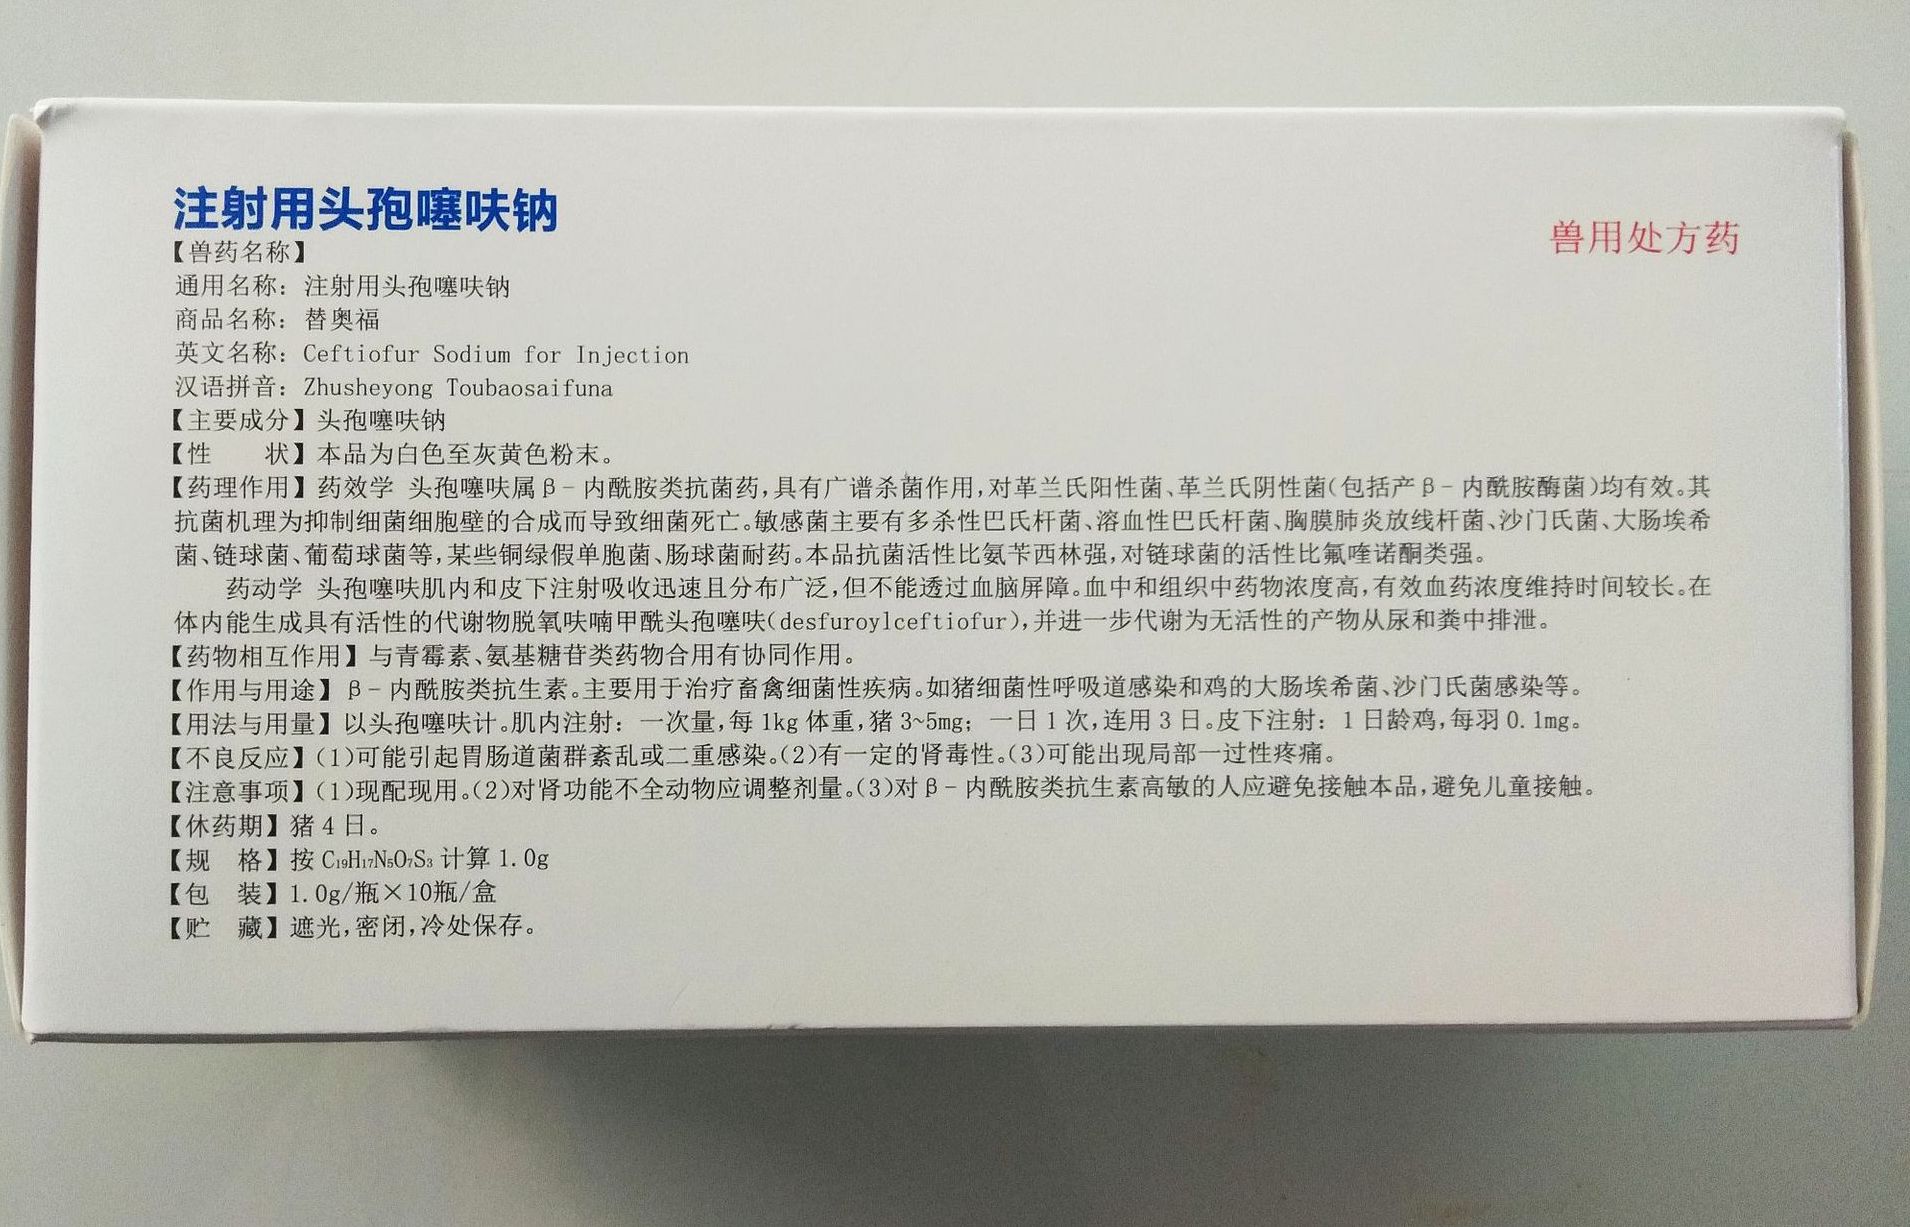 注射用头孢噻呋钠
兽用处方药
【兽药名称】
通用名称：注射用头孢噻呋钠
商品名称：替奥福
英文名称：Ceftiofur Sodium for Injection
汉语拼音：Zhusheyong Toubaosaifuna
【主要成分】头孢噻呋钠
【性　　状】本品为白色至灰黄色粉末。
【药理作用】药效学 头孢噻呋属β-内酰胺类抗菌药，具有广谱杀菌作用，对革兰氏阳性菌、革兰氏阴性菌（包括产β-内酰胺酶菌）均有效。其
抗菌机理为抑制细菌细胞壁的合成而导致细菌死亡。敏感菌主要有多杀性巴氏杆菌、溶血性巴氏杆菌、胸膜肺炎放线杆菌、沙门氏菌、大肠埃希
菌、链球菌、葡萄球菌等，某些铜绿假单胞菌、肠球菌耐药。本品抗菌活性比氨苄西林强，对链球菌的活性比氟喹诺酮类强。
药动学 头孢噻呋肌内和皮下注射吸收迅速且分布广泛，但不能透过血脑屏障。血中和组织中药物浓度高，有效血药浓度维持时间较长。在
体内能生成具有活性的代谢物脱氧呋喃甲酰头孢噻呋（desfuroylceftiofur），并进一步代谢为无活性的产物从尿和粪中排泄。
【药物相互作用】与青霉素、氨基糖苷类药物合用有协同作用。
【作用与用途】β-内酰胺类抗生素。主要用于治疗畜禽细菌性疾病。如猪细菌性呼吸道感染和鸡的大肠埃希菌、沙门氏菌感染等。
【用法与用量】以头孢噻呋计。肌内注射：一次量，每1kg体重，猪3~5mg；一日1次，连用3日。皮下注射：1日龄鸡，每羽0.1mg。
【不良反应】（1）可能引起胃肠道菌群紊乱或二重感染。（2）有一定的肾毒性。（3）可能出现局部一过性疼痛。
【注意事项】（1）现配现用。（2）对肾功能不全动物应调整剂量。（3）对β-内酰胺类抗生素高敏的人应避免接触本品，避免儿童接触。
【休药期】猪4日。
【规　格】按C₁₉H₁₇N₅O₇S₃计算1.0g
【包　装】1.0g/瓶×10瓶/盒
【贮　藏】遮光，密闭，冷处保存。